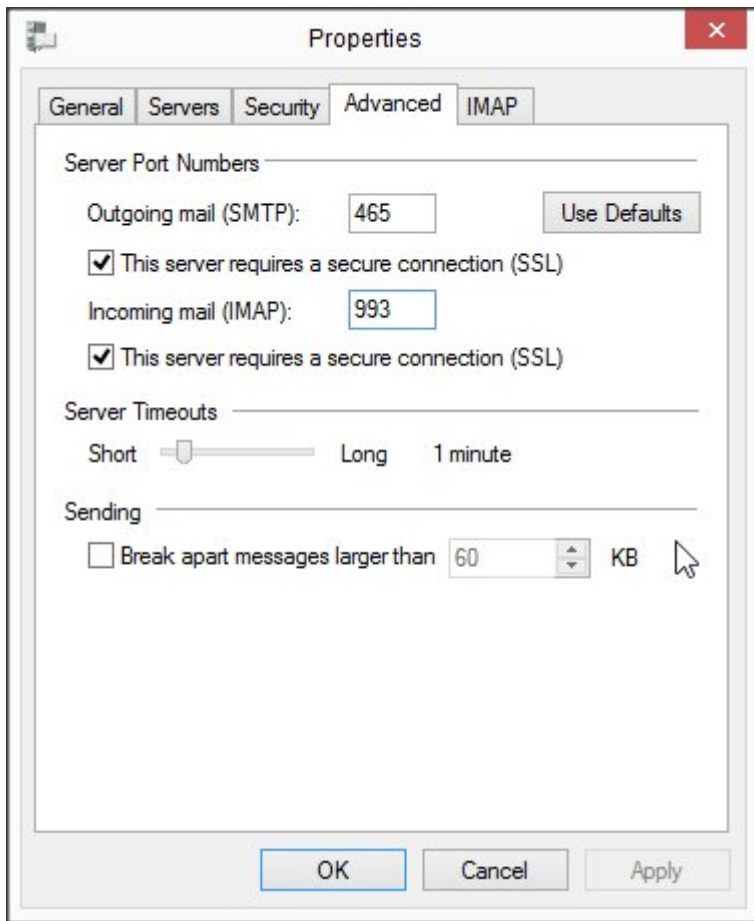 Properties
General Servers Security Advanced IMAP
Server Port Numbers
Outgoing mail (SMTP): 465 Use Defaults
This server requires a secure connection (SSL)
Incoming mail (IMAP): 993
This server requires a secure connection (SSL)
Server Timeouts
Short Long 1 minute
Sending
Break apart messages larger than 60 KB
OK Cancel Apply